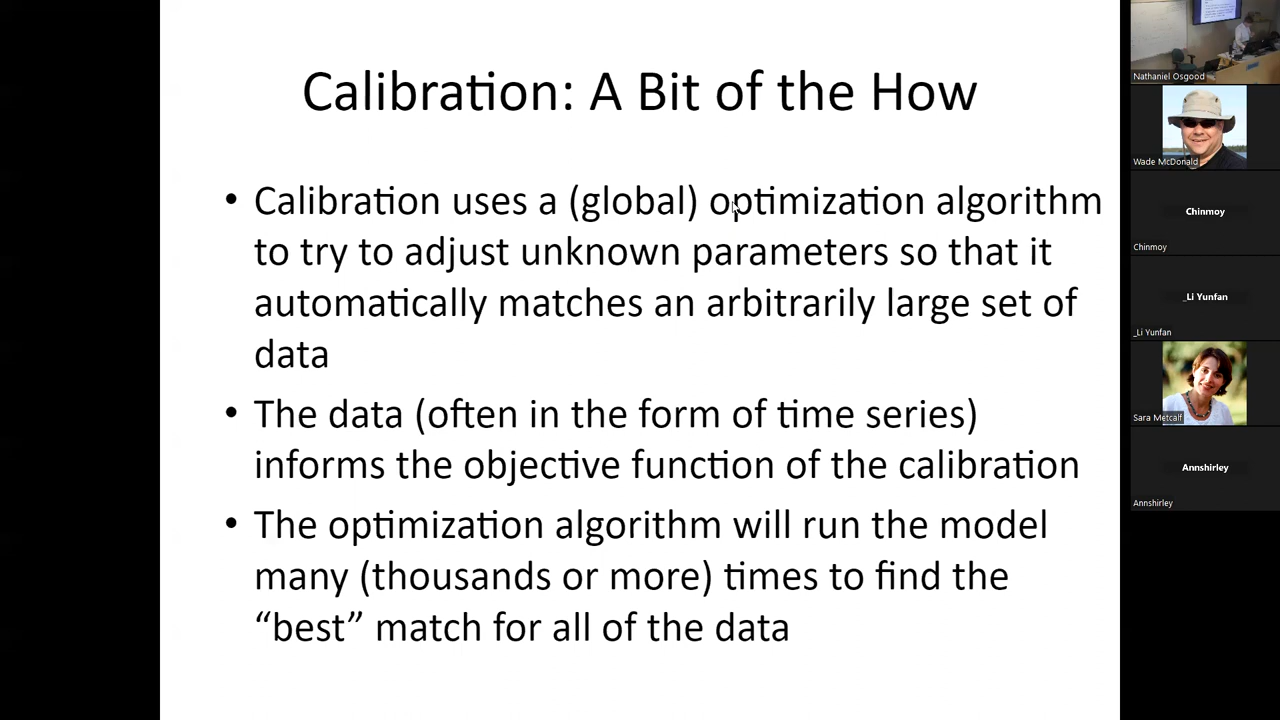 Calibration: A Bit of the How
• Calibration uses a (global) optimization algorithm
to try to adjust unknown parameters so that it
automatically matches an arbitrarily large set of
data
• The data (often in the form of time series)
informs the objective function of the calibration
• The optimization algorithm will run the model
many (thousands or more) times to find the
“best” match for all of the data
Nathaniel Osgood
Wade McDonald
Chinmoy
Chinmoy
_Li Yunfan
_Li Yunfan
Sara Metcalf
Annshirley
Annshirley